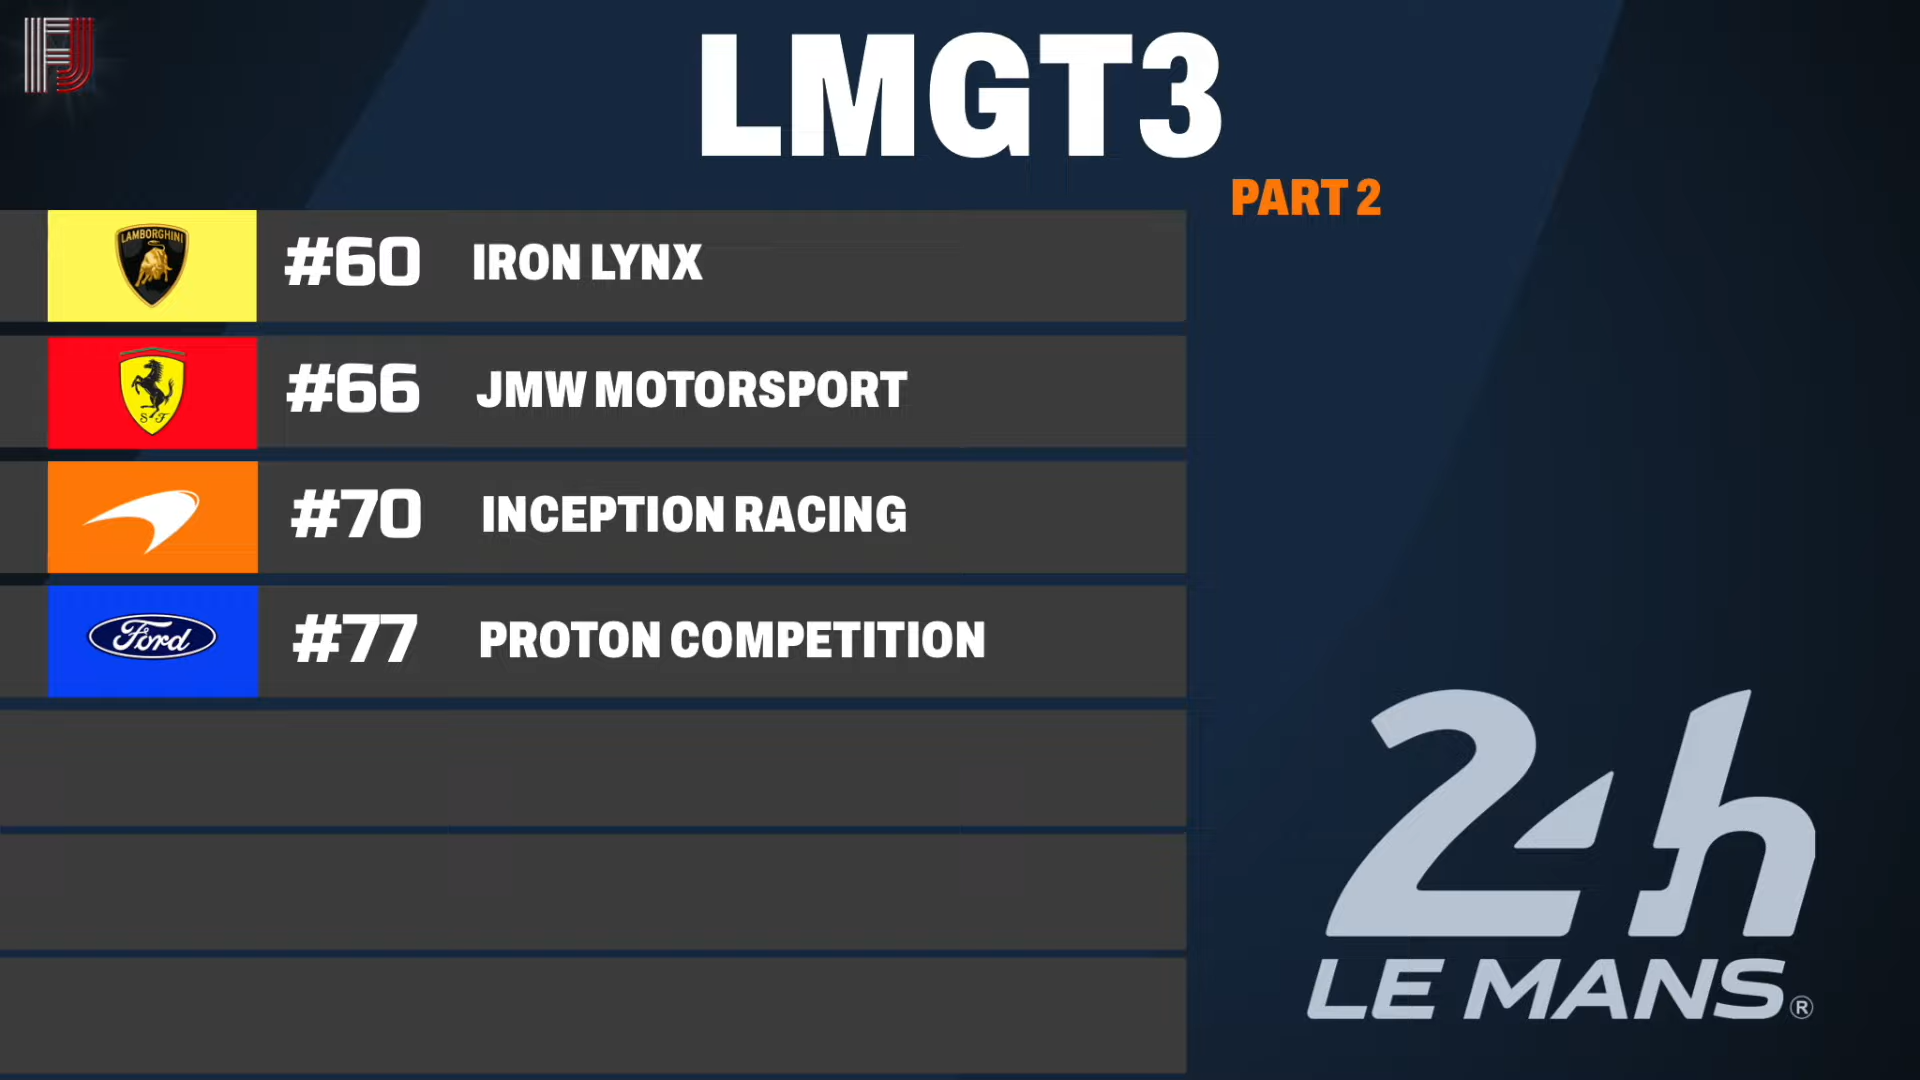 LMGT3
PART 2
LAMBORGHINI
#60 IRON LYNX
S F
#66 JMW MOTORSPORT
#70 INCEPTION RACING
Ford
#77 PROTON COMPETITION
24h
LE MANS®